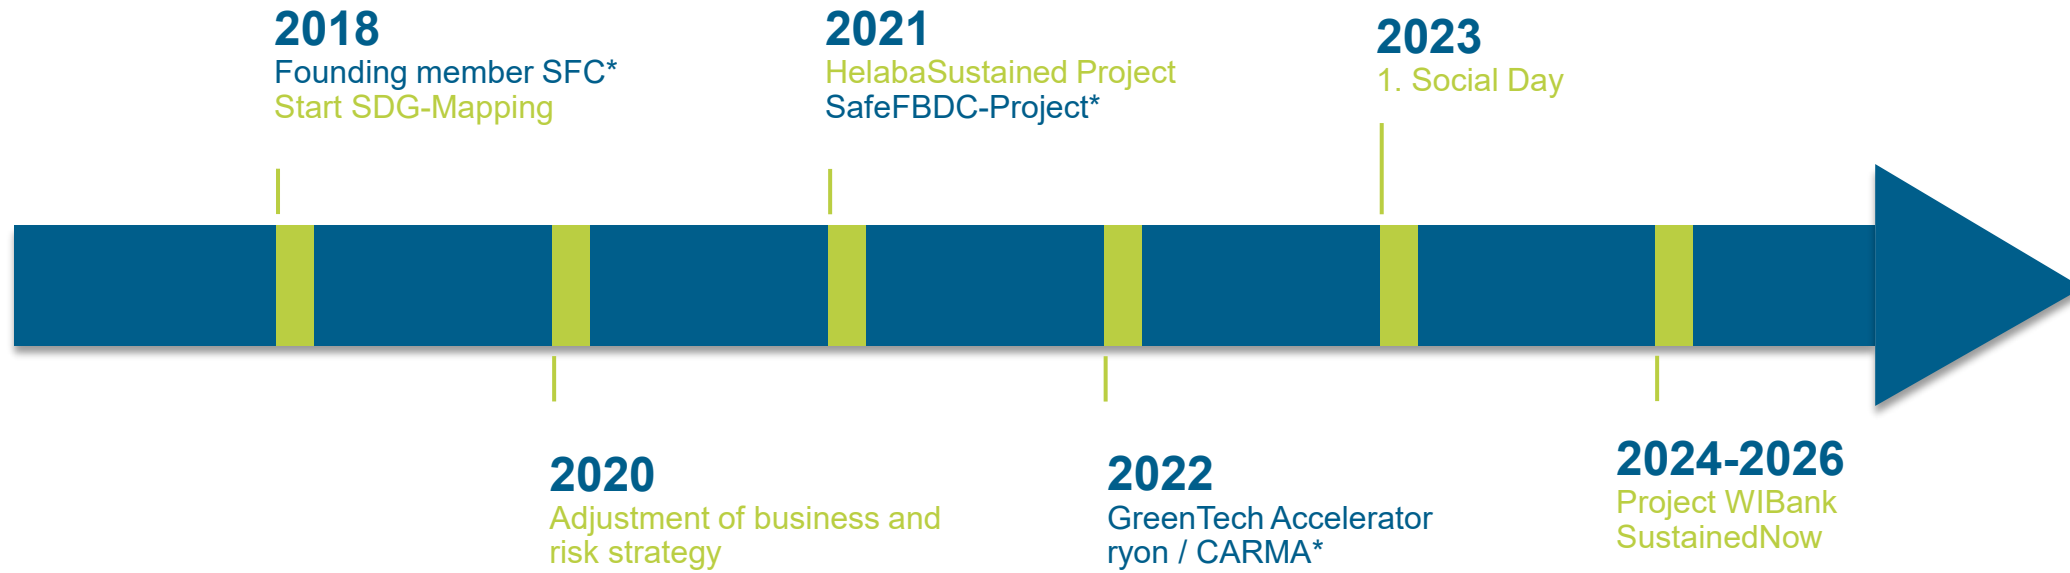 2018
Founding member SFC*
Start SDG-Mapping
2020
Adjustment of business and
risk strategy
2021
HelabaSustained Project
SafeFBDC-Project*
2022
GreenTech Accelerator
ryon / CARMA*
2023
1. Social Day
2024-2026
Project WIBank
SustainedNow